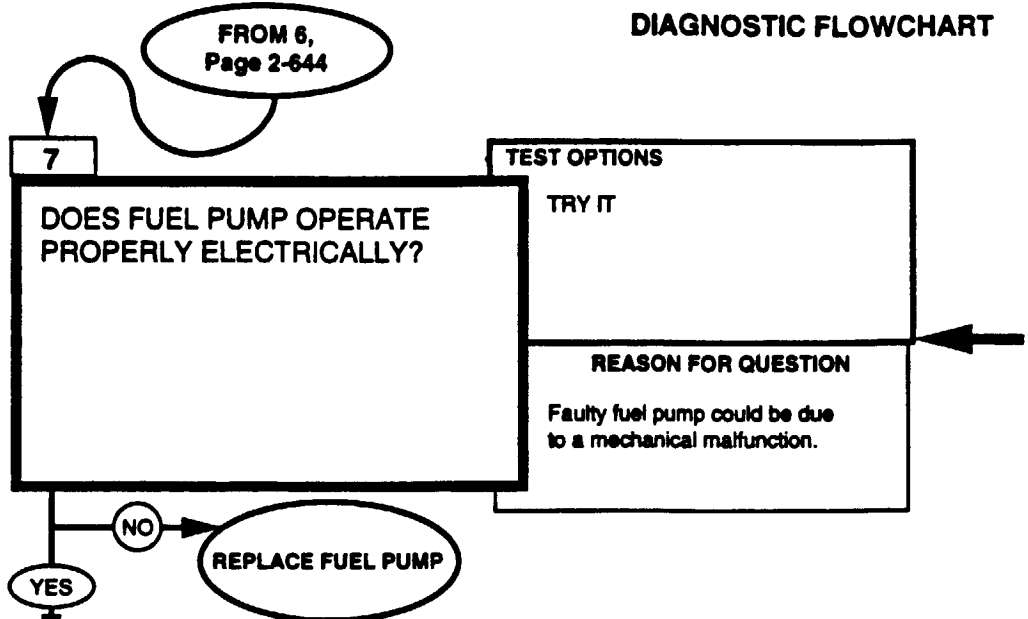 FROM 6,
Page 2-644
DIAGNOSTIC FLOWCHART
7
DOES FUEL PUMP OPERATE
PROPERLY ELECTRICALLY?
TEST OPTIONS
TRY IT
REASON FOR QUESTION
Faulty fuel pump could be due
to a mechanical malfunction.
NO
REPLACE FUEL PUMP
YES